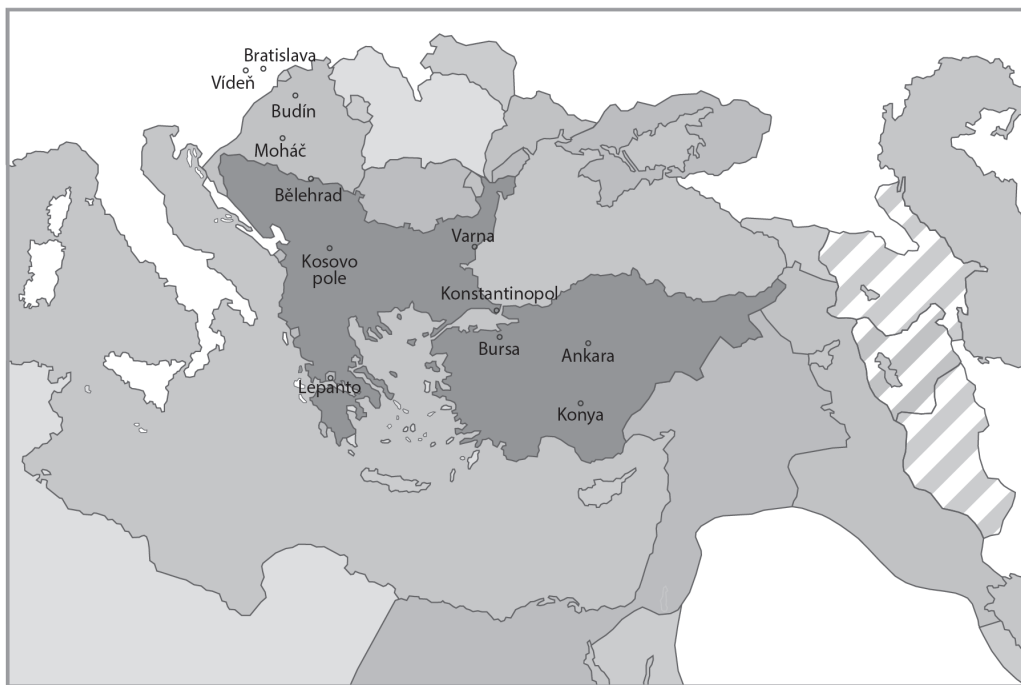 Bratislava
Vídeň
Budín
Moháč
Bělehrad
Varna
Kosovo
pole
Konstantinopol
Bursa
Ankara
Lepanto
Konya